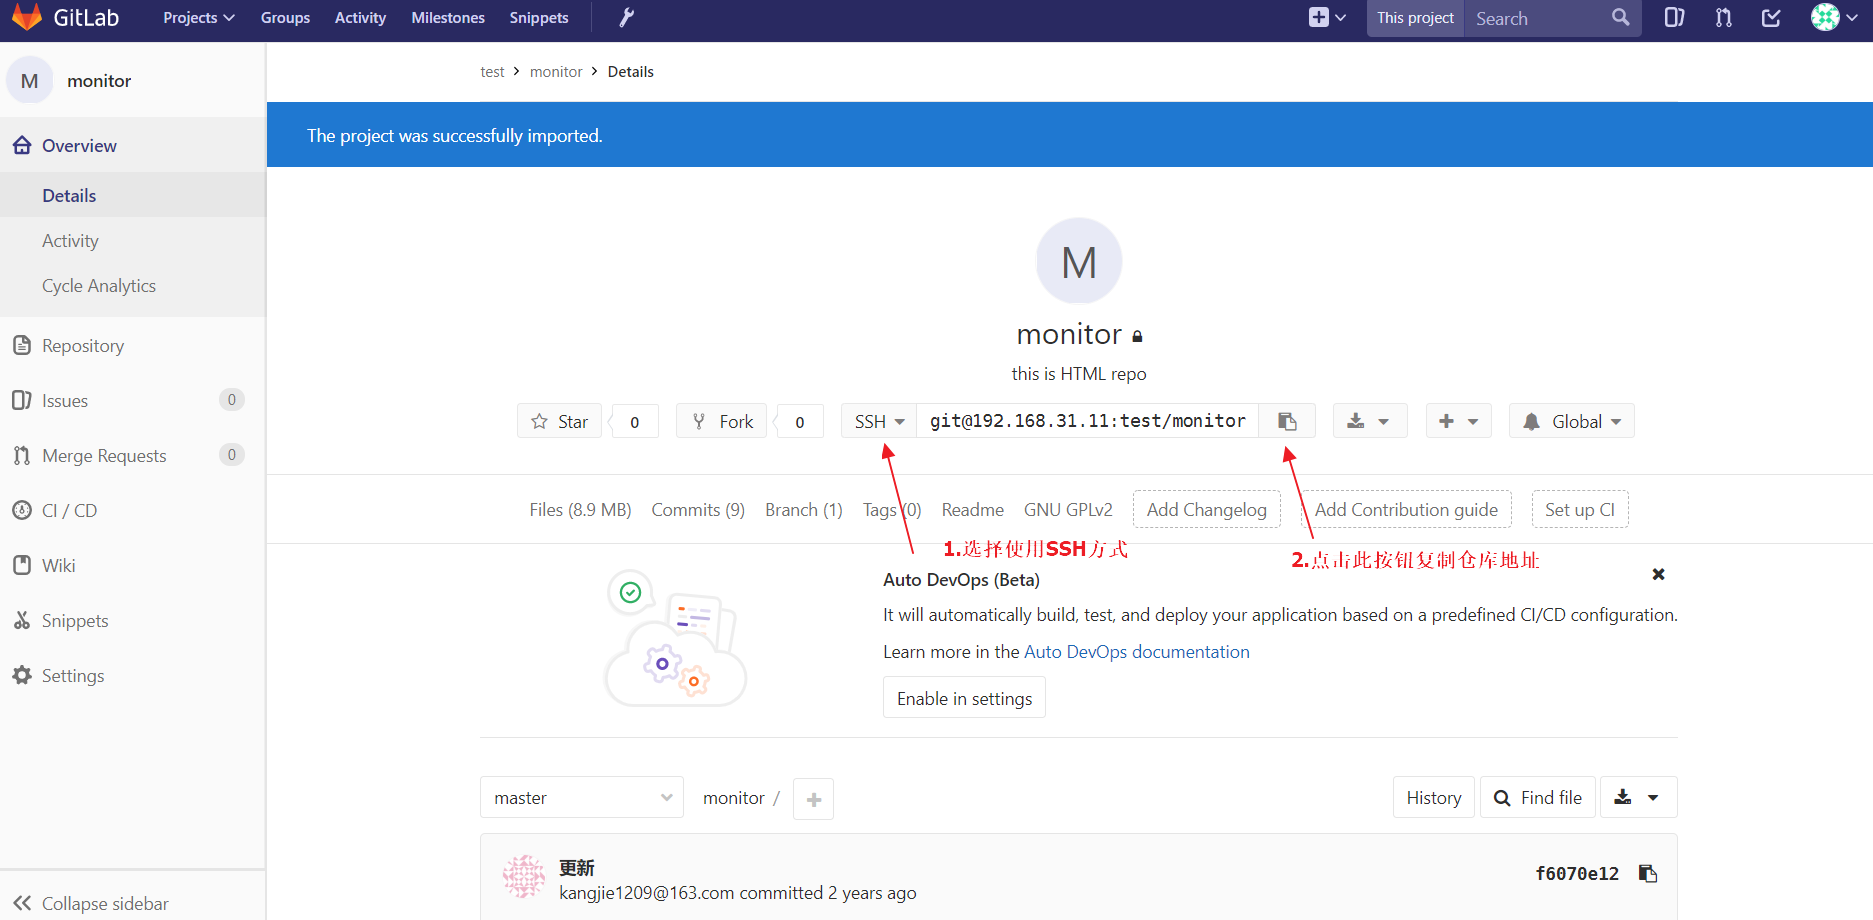 GitLab Projects Groups Activity Milestones Snippets This project Search
M monitor
test monitor Details
The project was successfully imported.
Overview
Details
Activity
Cycle Analytics
Repository
Issues 0
Merge Requests 0
CI / CD
Wiki
Snippets
Settings
Collapse sidebar
M
monitor
this is HTML repo
Star 0 Fork 0 SSH git@192.168.31.11:test/monitor Global
Files (8.9 MB) Commits (9) Branch (1) Tags (0) Readme GNU GPLv2 Add Changelog Add Contribution guide Set up CI
1.选择使用SSH方式
2.点击此按钮复制仓库地址
Auto DevOps (Beta)
It will automatically build, test, and deploy your application based on a predefined CI/CD configuration.
Learn more in the Auto DevOps documentation
Enable in settings
master monitor / History Find file
更新
kangjie1209@163.com committed 2 years ago
f6070e12